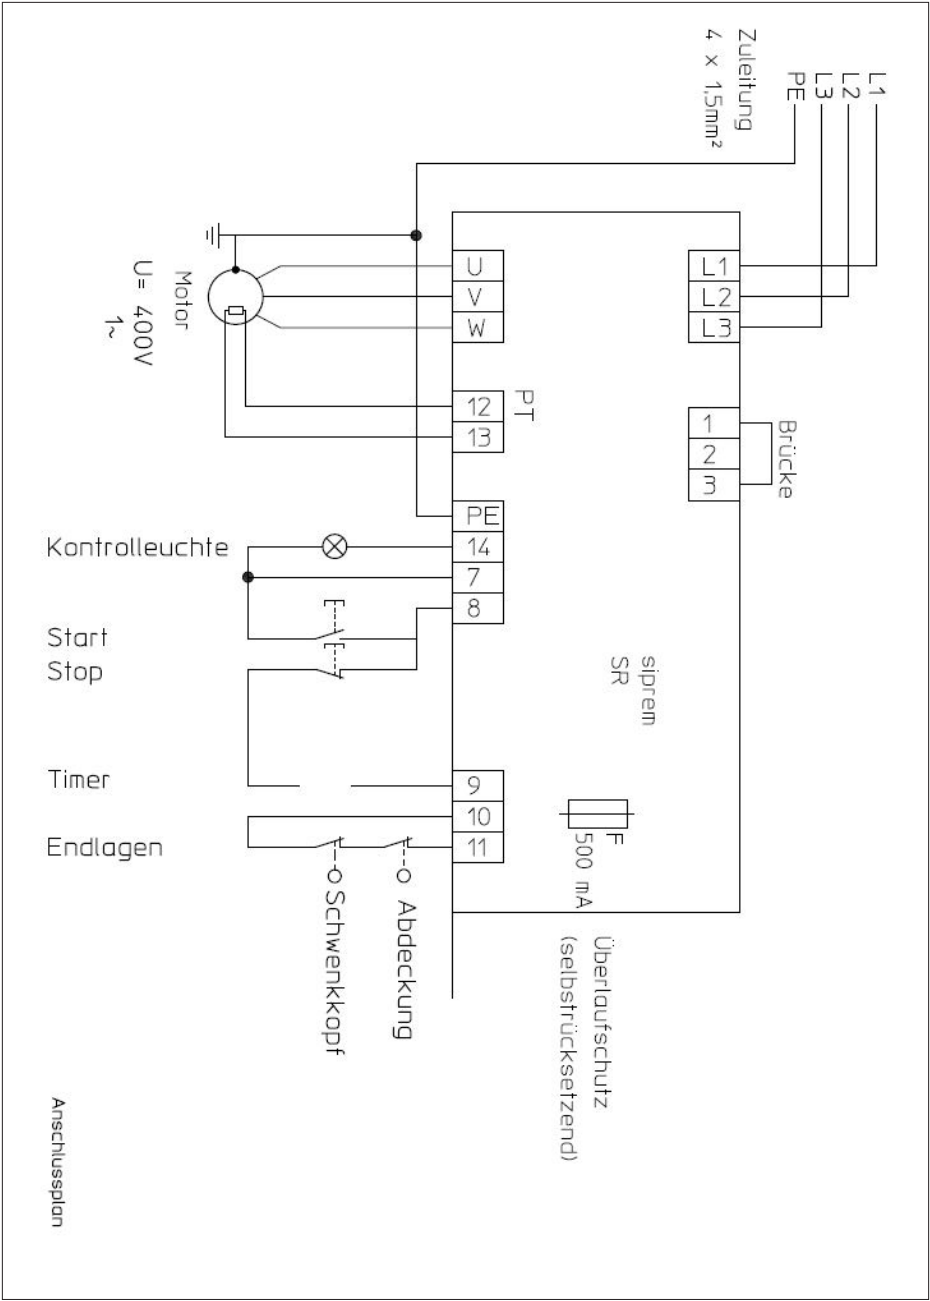 L1
L2
L3
PE
Zuleitung
4 x 1,5mm²
U
V
W
L1
L2
L3
Motor
U= 400V
1~
PT
12
13
Brücke
1
2
3
PE
14
7
8
Kontrolleuchte
Start
Stop
siprem
SR
Timer
Endlagen
9
10
11
F
500 mA
Abdeckung
Schwenkkopf
Überlaufschutz
(selbstrücksetzend)
Anschlussplan